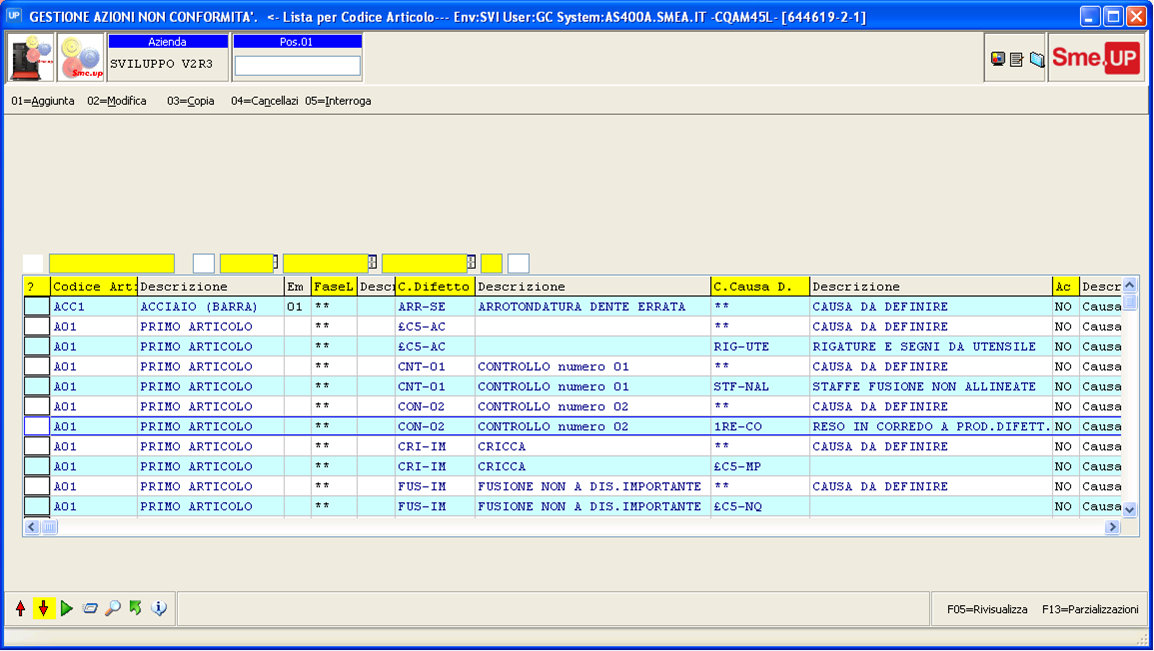 UP GESTIONE AZIONI NON CONFORMITA'. <- Lista per Codice Articolo--- Env:SVI User:GC System:AS400A.SMEA.IT -CQAM45L- [644619-2-1]
Azienda Pos.01
SVILUPPO V2R3
Sme.up
Sme.UP
01=Aggiunta 02=Modifica 03=Copia 04=Cancellazi 05=Interroga
? Codice Art: Descrizione Em FaseL Descr C.Difetto Descrizione C.Causa D. Descrizione Ac Descr
ACC1 ACCIAIO (BARRA) 01 ** ARR-SE ARROTONDATURA DENTE ERRATA ** CAUSA DA DEFINIRE NO Causa
A01 PRIMO ARTICOLO ** £C5-AC ** CAUSA DA DEFINIRE NO Causa
A01 PRIMO ARTICOLO ** £C5-AC RIG-UTE RIGATURE E SEGNI DA UTENSILE NO Causa
A01 PRIMO ARTICOLO ** CNT-01 CONTROLLO numero 01 ** CAUSA DA DEFINIRE NO Causa
A01 PRIMO ARTICOLO ** CNT-01 CONTROLLO numero 01 STF-NAL STAFFE FUSIONE NON ALLINEATE NO Causa
A01 PRIMO ARTICOLO ** CON-02 CONTROLLO numero 02 ** CAUSA DA DEFINIRE NO Causa
A01 PRIMO ARTICOLO ** CON-02 CONTROLLO numero 02 1RE-CO RESO IN CORREDO A PROD.DIFETT. NO Causa
A01 PRIMO ARTICOLO ** CRI-IM CRICCA ** CAUSA DA DEFINIRE NO Causa
A01 PRIMO ARTICOLO ** CRI-IM CRICCA £C5-MP NO Causa
A01 PRIMO ARTICOLO ** FUS-IM FUSIONE NON A DIS.IMPORTANTE ** CAUSA DA DEFINIRE NO Causa
A01 PRIMO ARTICOLO ** FUS-IM FUSIONE NON A DIS.IMPORTANTE £C5-NQ NO Causa
F05=Rivisualizza F13=Parzializzazioni